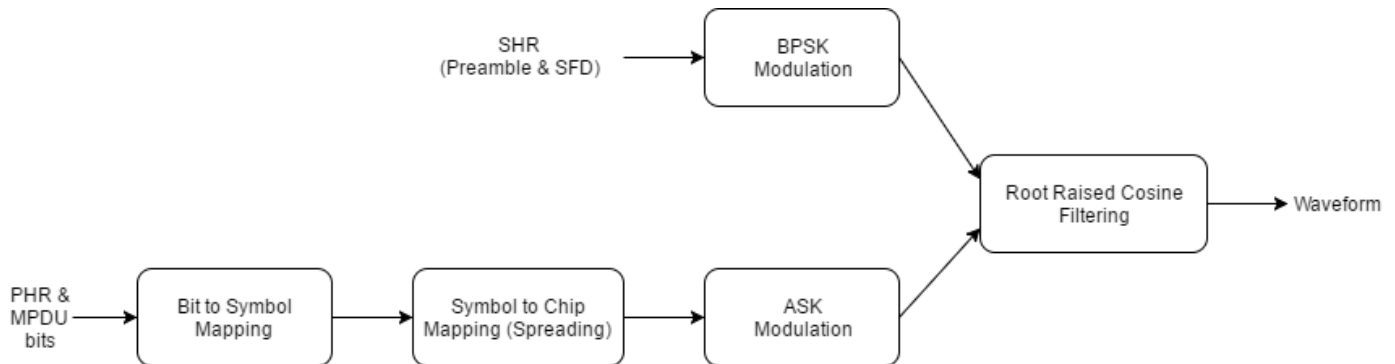 SHR
(Preamble & SFD)
BPSK
Modulation
Root Raised Cosine
Filtering
Waveform
PHR &
MPDU
bits
Bit to Symbol
Mapping
Symbol to Chip
Mapping (Spreading)
ASK
Modulation